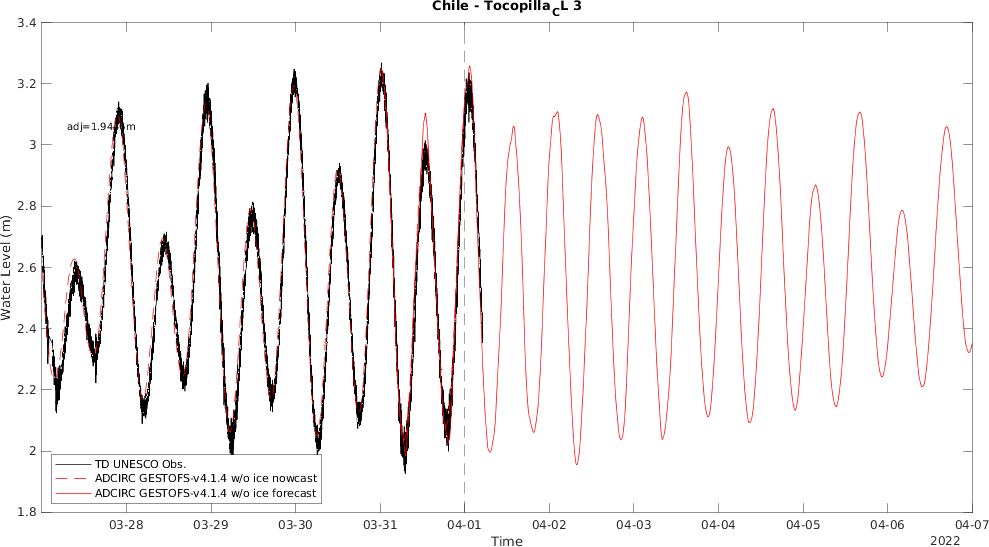 Chile - Tocopilla_CL 3
3.4
3.2
3
2.8
2.6
2.4
2.2
2
1.8
Water Level (m)
TD UNESCO Obs.
ADCIRC GESTOFS-v4.1.4 w/o ice nowcast
ADCIRC GESTOFS-v4.1.4 w/o ice forecast
03-28 03-29 03-30 03-31 04-01 04-02 04-03 04-04 04-05 04-06 04-07
Time
2022